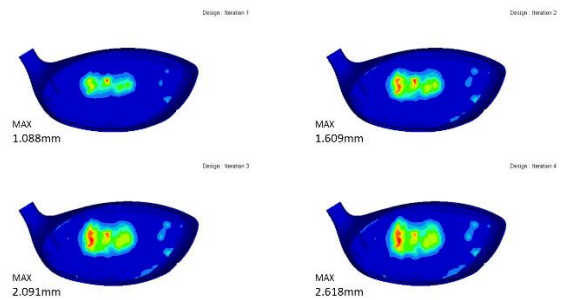 Design : Iteration 1
MAX
1.088mm
Design : Iteration 2
MAX
1.609mm
Design : Iteration 3
MAX
2.091mm
Design : Iteration 4
MAX
2.618mm